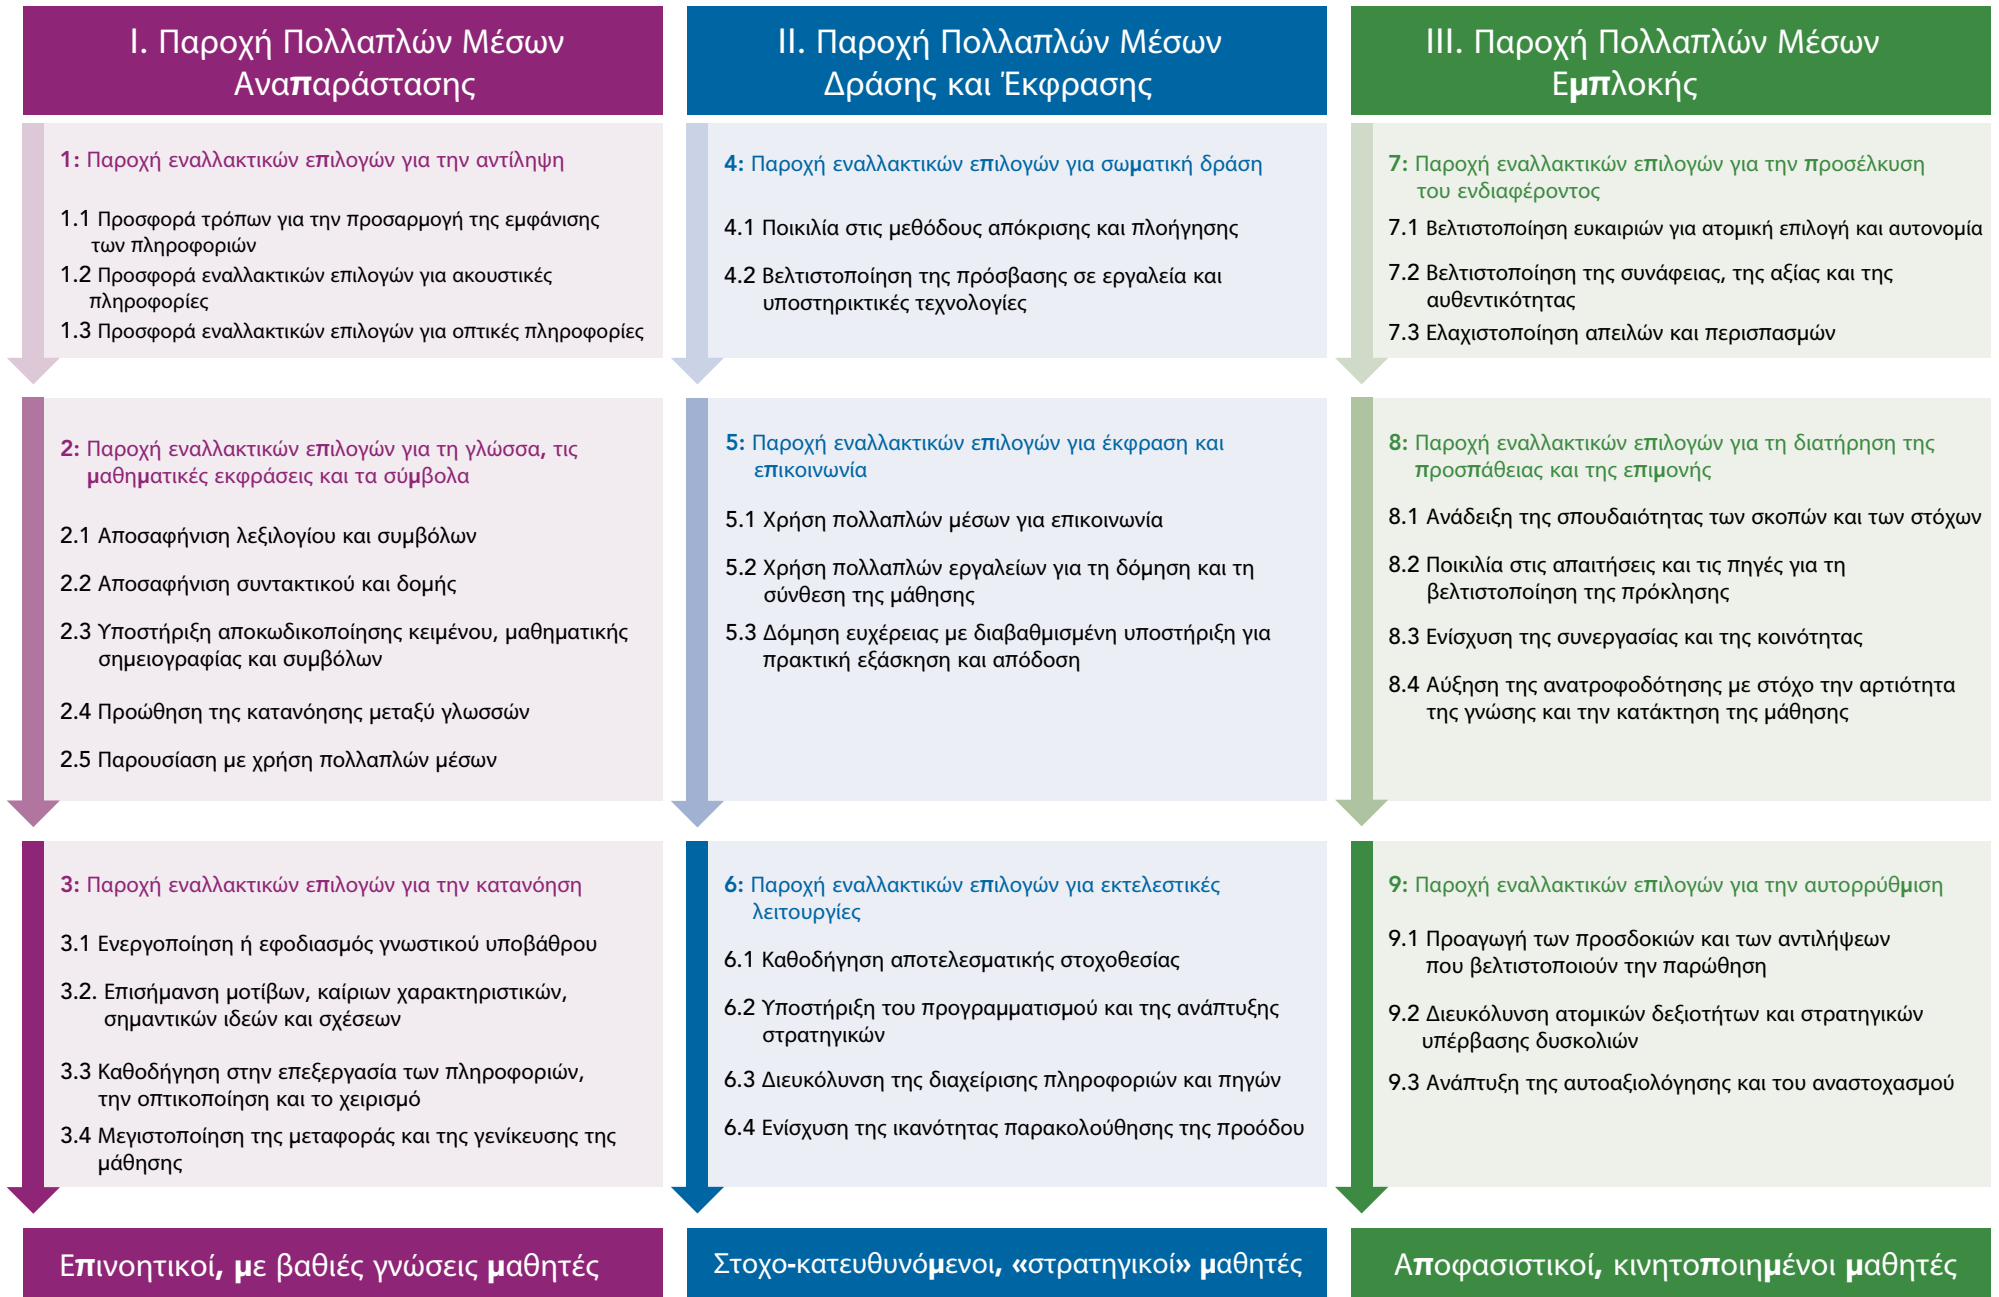 I. Παροχή Πολλαπλών Μέσων
Αναπαράστασης
1: Παροχή εναλλακτικών επιλογών για την αντίληψη
1.1 Προσφορά τρόπων για την προσαρμογή της εμφάνισης
των πληροφοριών
1.2 Προσφορά εναλλακτικών επιλογών για ακουστικές
πληροφορίες
1.3 Προσφορά εναλλακτικών επιλογών για οπτικές πληροφορίες
2: Παροχή εναλλακτικών επιλογών για τη γλώσσα, τις
μαθηματικές εκφράσεις και τα σύμβολα
2.1 Αποσαφήνιση λεξιλογίου και συμβόλων
2.2 Αποσαφήνιση συντακτικού και δομής
2.3 Υποστήριξη αποκωδικοποίησης κειμένου, μαθηματικής
σημειογραφίας και συμβόλων
2.4 Προώθηση της κατανόησης μεταξύ γλωσσών
2.5 Παρουσίαση με χρήση πολλαπλών μέσων
3: Παροχή εναλλακτικών επιλογών για την κατανόηση
3.1 Ενεργοποίηση ή εφοδιασμός γνωστικού υποβάθρου
3.2. Επισήμανση μοτίβων, καίριων χαρακτηριστικών,
σημαντικών ιδεών και σχέσεων
3.3 Καθοδήγηση στην επεξεργασία των πληροφοριών,
την οπτικοποίηση και το χειρισμό
3.4 Μεγιστοποίηση της μεταφοράς και της γενίκευσης της
μάθησης
Επινοητικοί, με βαθιές γνώσεις μαθητές
II. Παροχή Πολλαπλών Μέσων
Δράσης και Έκφρασης
4: Παροχή εναλλακτικών επιλογών για σωματική δράση
4.1 Ποικιλία στις μεθόδους απόκρισης και πλοήγησης
4.2 Βελτιστοποίηση της πρόσβασης σε εργαλεία και
υποστηρικτικές τεχνολογίες
5: Παροχή εναλλακτικών επιλογών για έκφραση και
επικοινωνία
5.1 Χρήση πολλαπλών μέσων για επικοινωνία
5.2 Χρήση πολλαπλών εργαλείων για τη δόμηση και τη
σύνθεση της μάθησης
5.3 Δόμηση ευχέρειας με διαβαθμισμένη υποστήριξη για
πρακτική εξάσκηση και απόδοση
6: Παροχή εναλλακτικών επιλογών για εκτελεστικές
λειτουργίες
6.1 Καθοδήγηση αποτελεσματικής στοχοθεσίας
6.2 Υποστήριξη του προγραμματισμού και της ανάπτυξης
στρατηγικών
6.3 Διευκόλυνση της διαχείρισης πληροφοριών και πηγών
6.4 Ενίσχυση της ικανότητας παρακολούθησης της προόδου
Στοχο-κατευθυνόμενοι, «στρατηγικοί» μαθητές
III. Παροχή Πολλαπλών Μέσων
Εμπλοκής
7: Παροχή εναλλακτικών επιλογών για την προσέλκυση
του ενδιαφέροντος
7.1 Βελτιστοποίηση ευκαιριών για ατομική επιλογή και αυτονομία
7.2 Βελτιστοποίηση της συνάφειας, της αξίας και της
αυθεντικότητας
7.3 Ελαχιστοποίηση απειλών και περισπασμών
8: Παροχή εναλλακτικών επιλογών για τη διατήρηση της
προσπάθειας και της επιμονής
8.1 Ανάδειξη της σπουδαιότητας των σκοπών και των στόχων
8.2 Ποικιλία στις απαιτήσεις και τις πηγές για τη
βελτιστοποίηση της πρόκλησης
8.3 Ενίσχυση της συνεργασίας και της κοινότητας
8.4 Αύξηση της ανατροφοδότησης με στόχο την αρτιότητα
της γνώσης και την κατάκτηση της μάθησης
9: Παροχή εναλλακτικών επιλογών για την αυτορρύθμιση
9.1 Προαγωγή των προσδοκιών και των αντιλήψεων
που βελτιστοποιούν την παρώθηση
9.2 Διευκόλυνση ατομικών δεξιοτήτων και στρατηγικών
υπέρβασης δυσκολιών
9.3 Ανάπτυξη της αυτοαξιολόγησης και του αναστοχασμού
Αποφασιστικοί, κινητοποιημένοι μαθητές